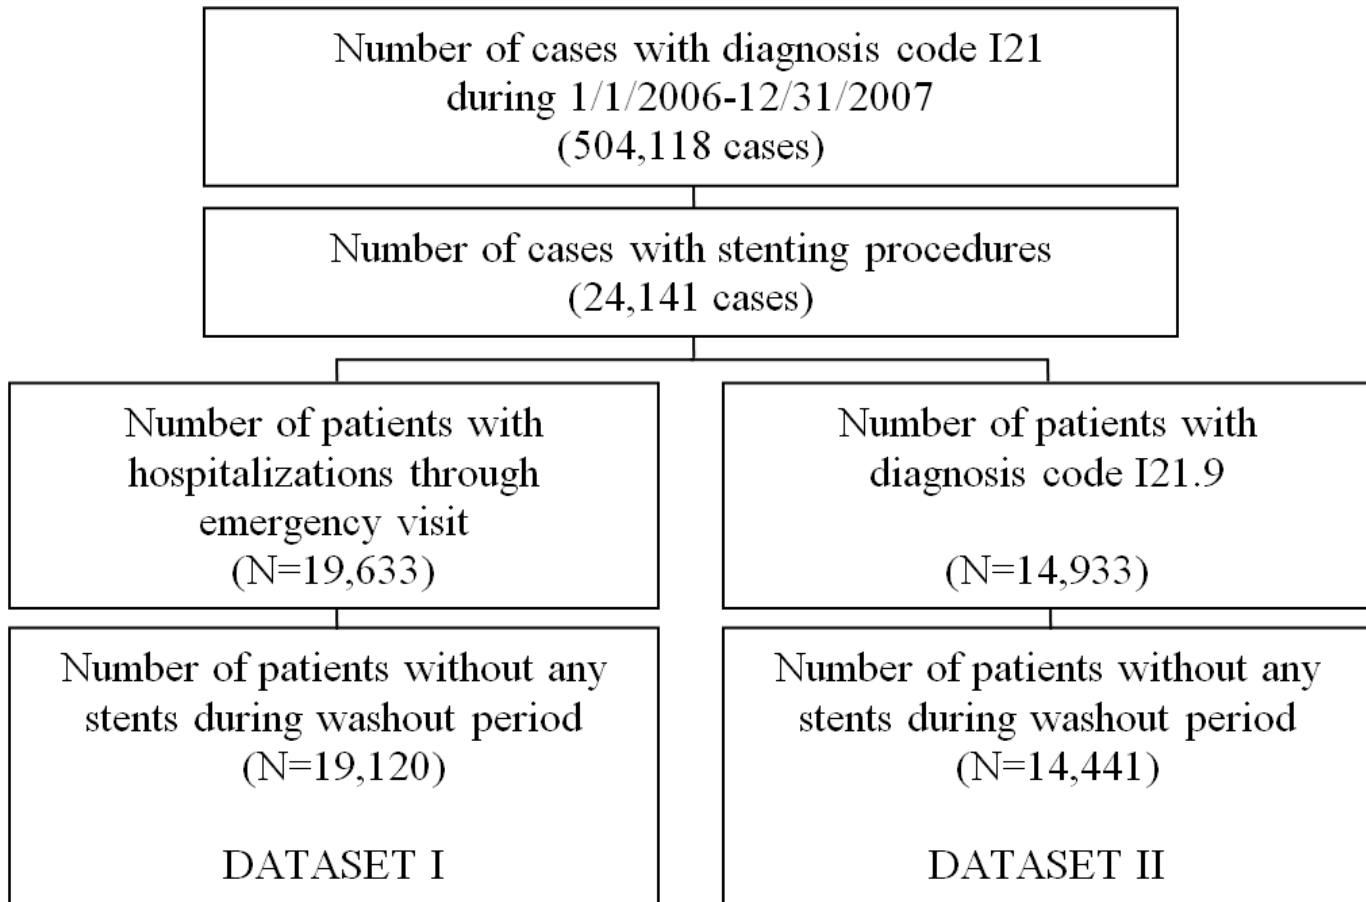 Number of cases with diagnosis code I21
during 1/1/2006-12/31/2007
(504,118 cases)
Number of cases with stenting procedures
(24,141 cases)
Number of patients with
hospitalizations through
emergency visit
(N=19,633)
Number of patients with
diagnosis code I21.9
(N=14,933)
Number of patients without any
stents during washout period
(N=19,120)
DATASET I
Number of patients without any
stents during washout period
(N=14,441)
DATASET II